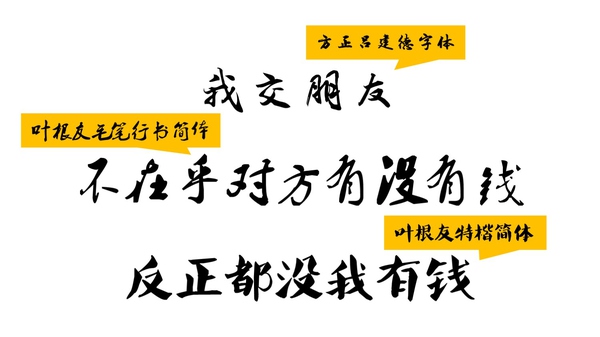 方正吕建德字体
我交朋友
叶根友毛笔行书简体
不在乎对方有没有钱
叶根友特楷简体
反正都没我有钱